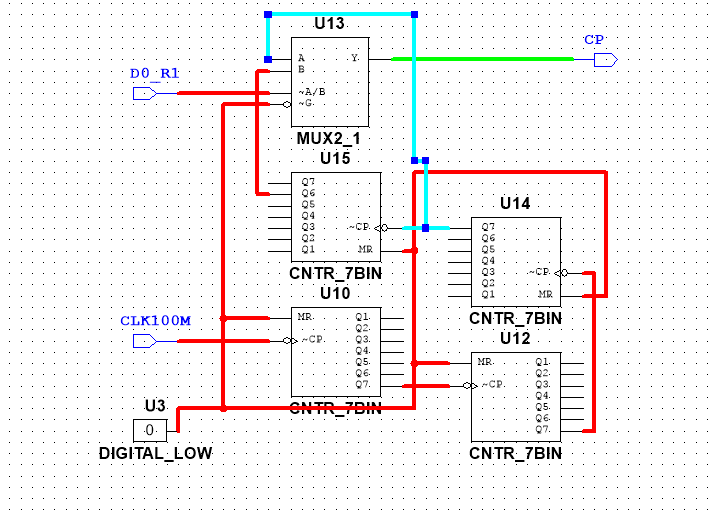 U13
CP
A
Y
B
D0_R1
~A/B
~G
MUX2_1
U15
Q7
Q6
Q5
Q4
Q3
~CP
Q2
Q1
MR
CNTR_7BIN
U14
Q7
Q6
Q5
Q4
Q3
~CP
Q2
Q1
MR
CNTR_7BIN
U10
MR
Q1
Q2
CLK100M
~CP
Q3
Q4
Q5
Q6
Q7
CNTR_7BIN
U12
MR
Q1
Q2
~CP
Q3
Q4
Q5
Q6
Q7
CNTR_7BIN
U3
0
DIGITAL_LOW